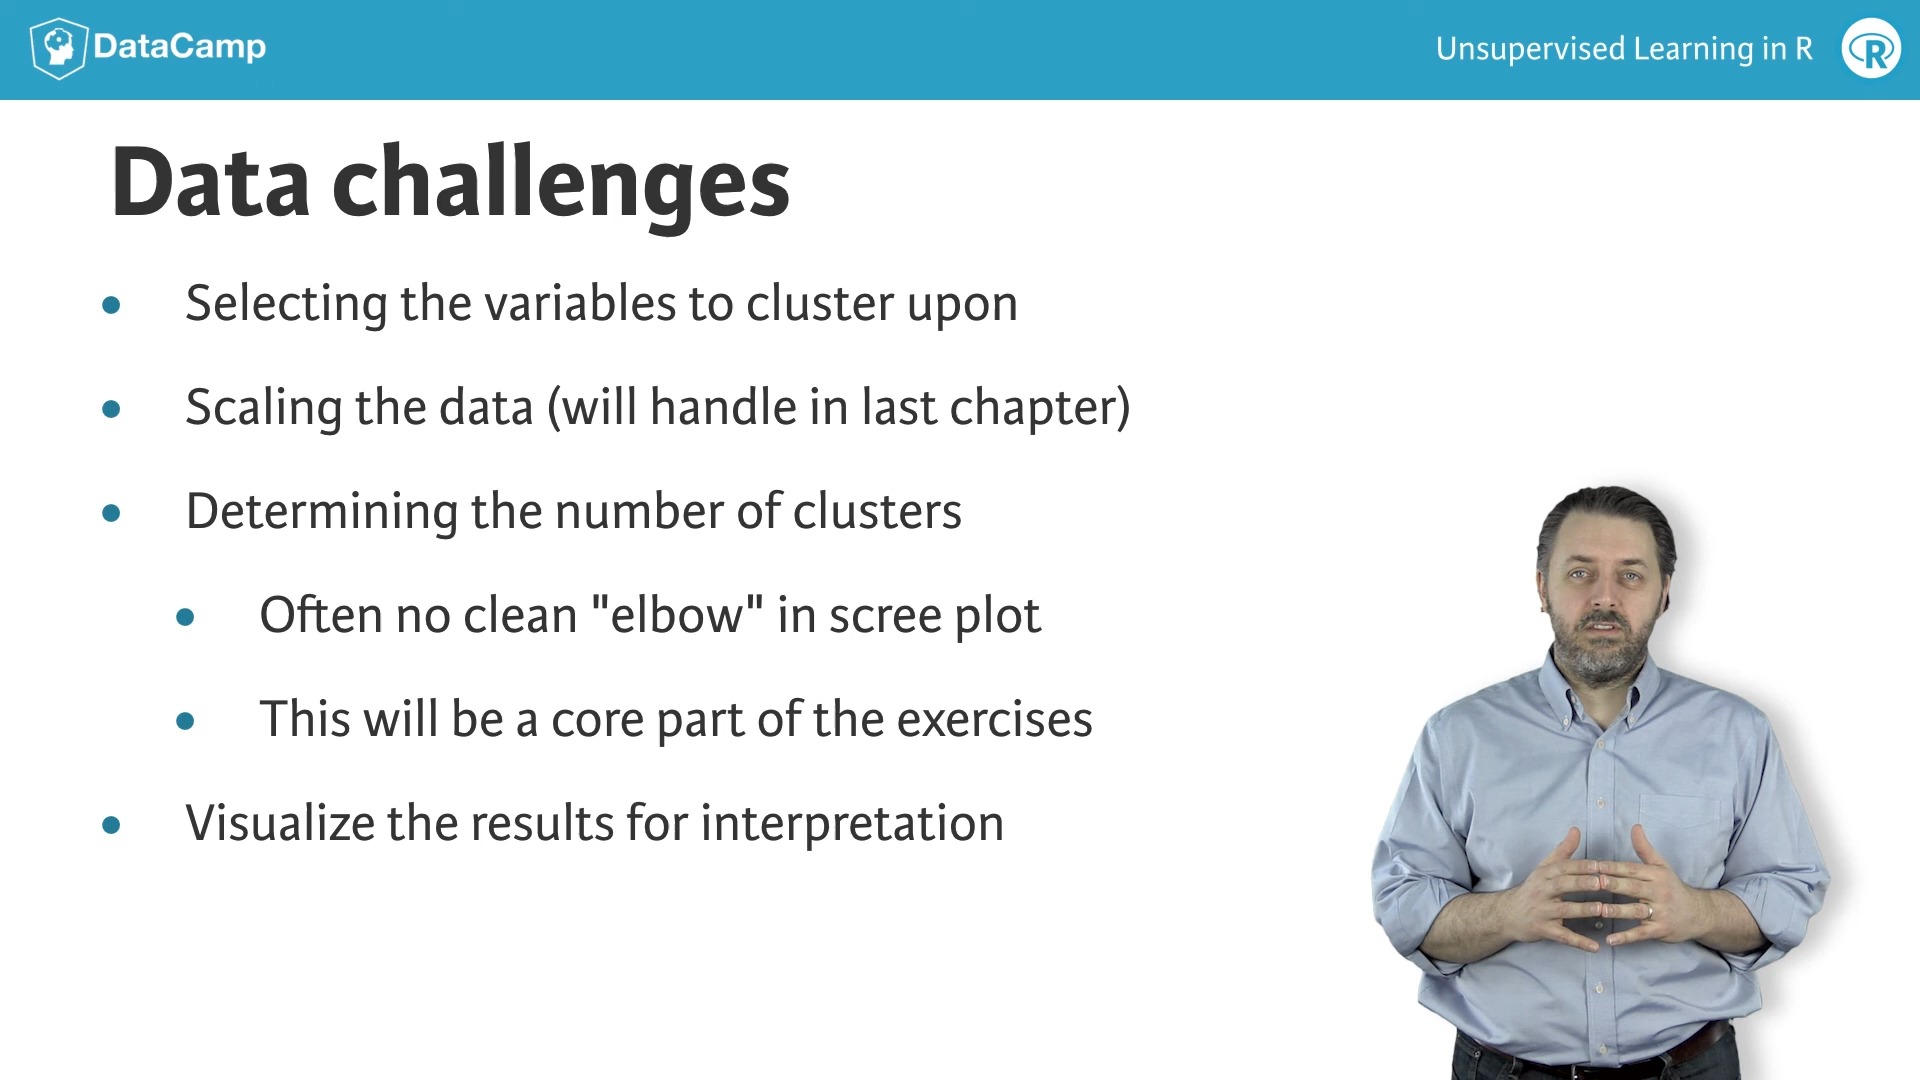 DataCamp
Unsupervised Learning in R
R
Data challenges
Selecting the variables to cluster upon
Scaling the data (will handle in last chapter)
Determining the number of clusters
Often no clean "elbow" in scree plot
This will be a core part of the exercises
Visualize the results for interpretation